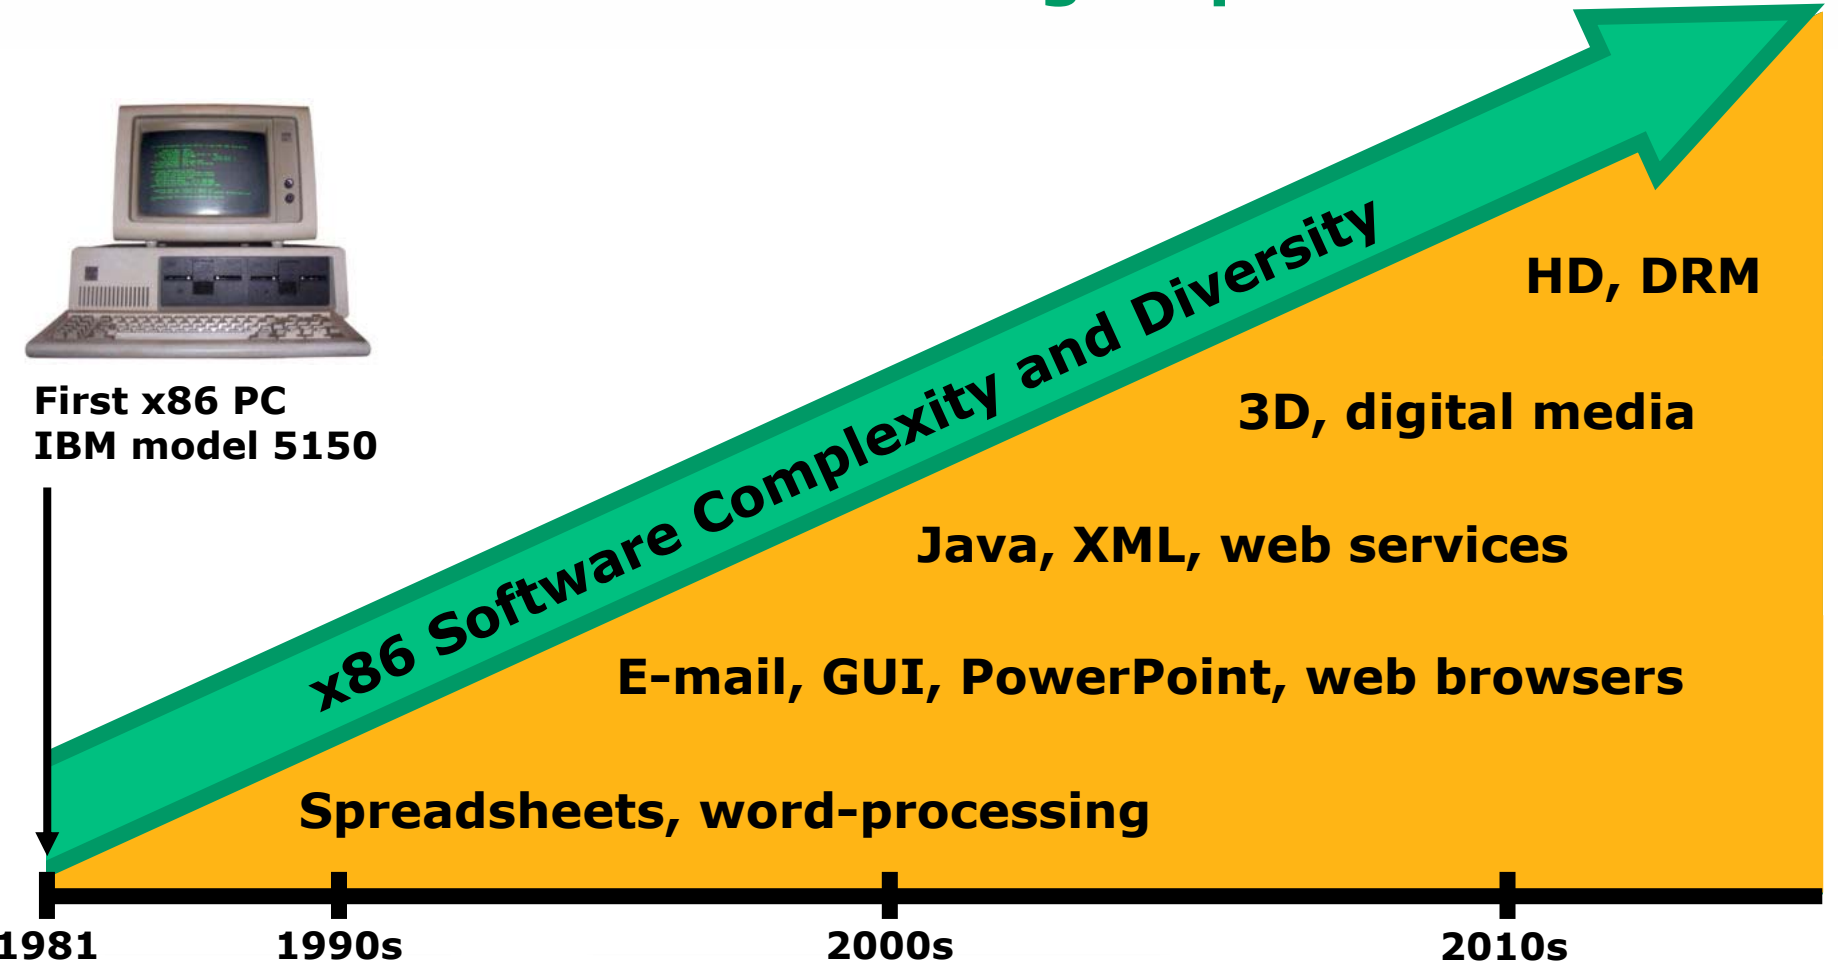 First x86 PC
IBM model 5150
x86 Software Complexity and Diversity
HD, DRM
3D, digital media
Java, XML, web services
E-mail, GUI, PowerPoint, web browsers
Spreadsheets, word-processing
1981 1990s 2000s 2010s